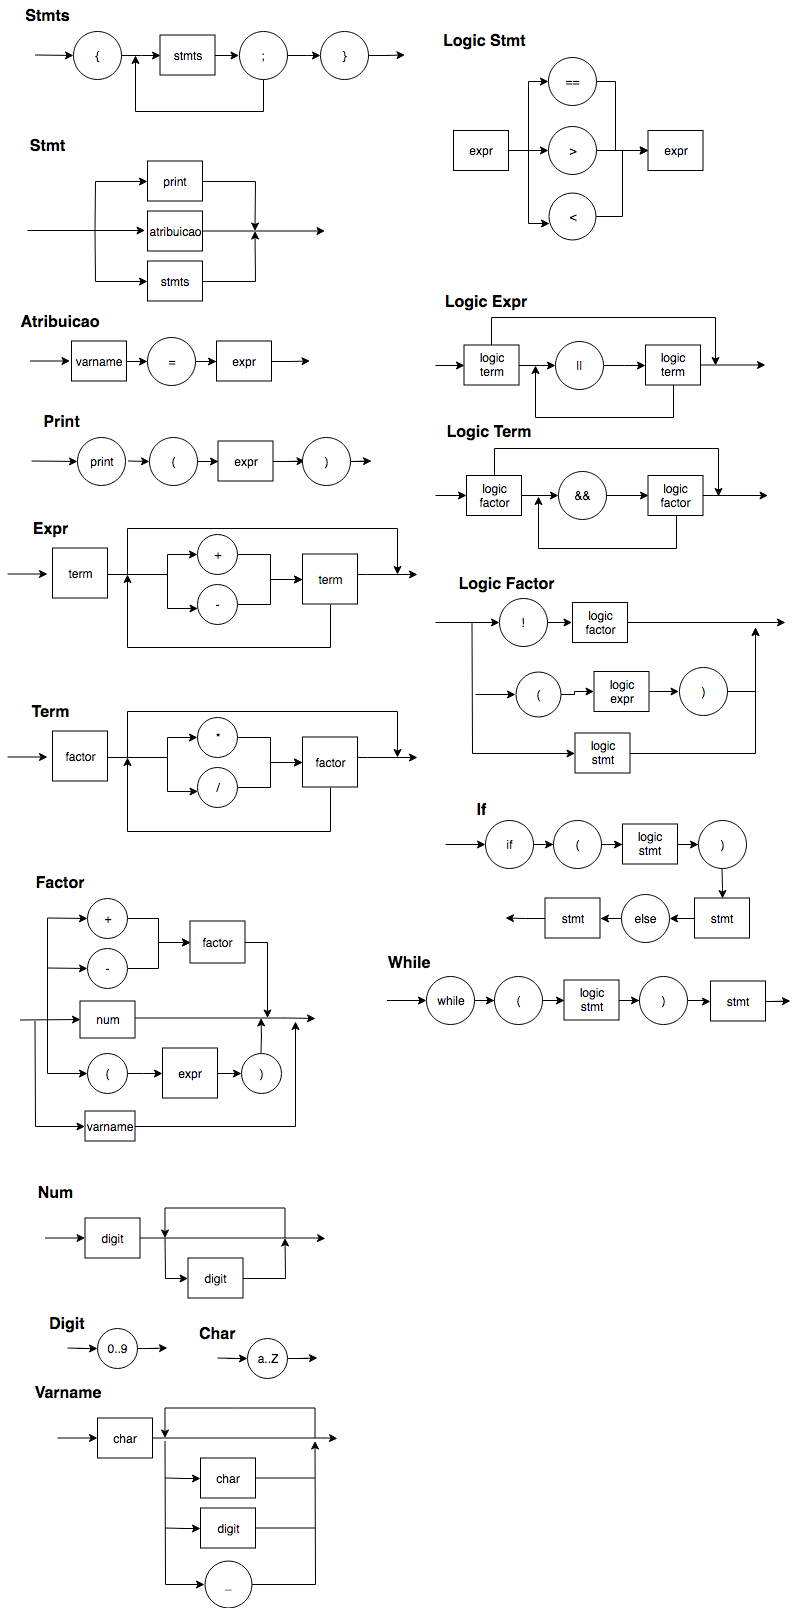 Stmts
{
stmts
;
}
Stmt
print
atribuicao
stmts
Atribuicao
varname
=
expr
Print
print
(
expr
)
Expr
term
+
-
term
Term
factor
*
/
factor
Factor
+
-
factor
num
(
expr
)
varname
Num
digit
digit
Digit
0..9
Char
a..Z
Varname
char
char
digit
_
Logic Stmt
expr
==
>
<
expr
Logic Expr
logic
term
||
logic
term
Logic Term
logic
factor
&&
logic
factor
Logic Factor
!
logic
factor
(
logic
expr
)
logic
stmt
If
if
(
logic
stmt
)
stmt
else
stmt
While
while
(
logic
stmt
)
stmt